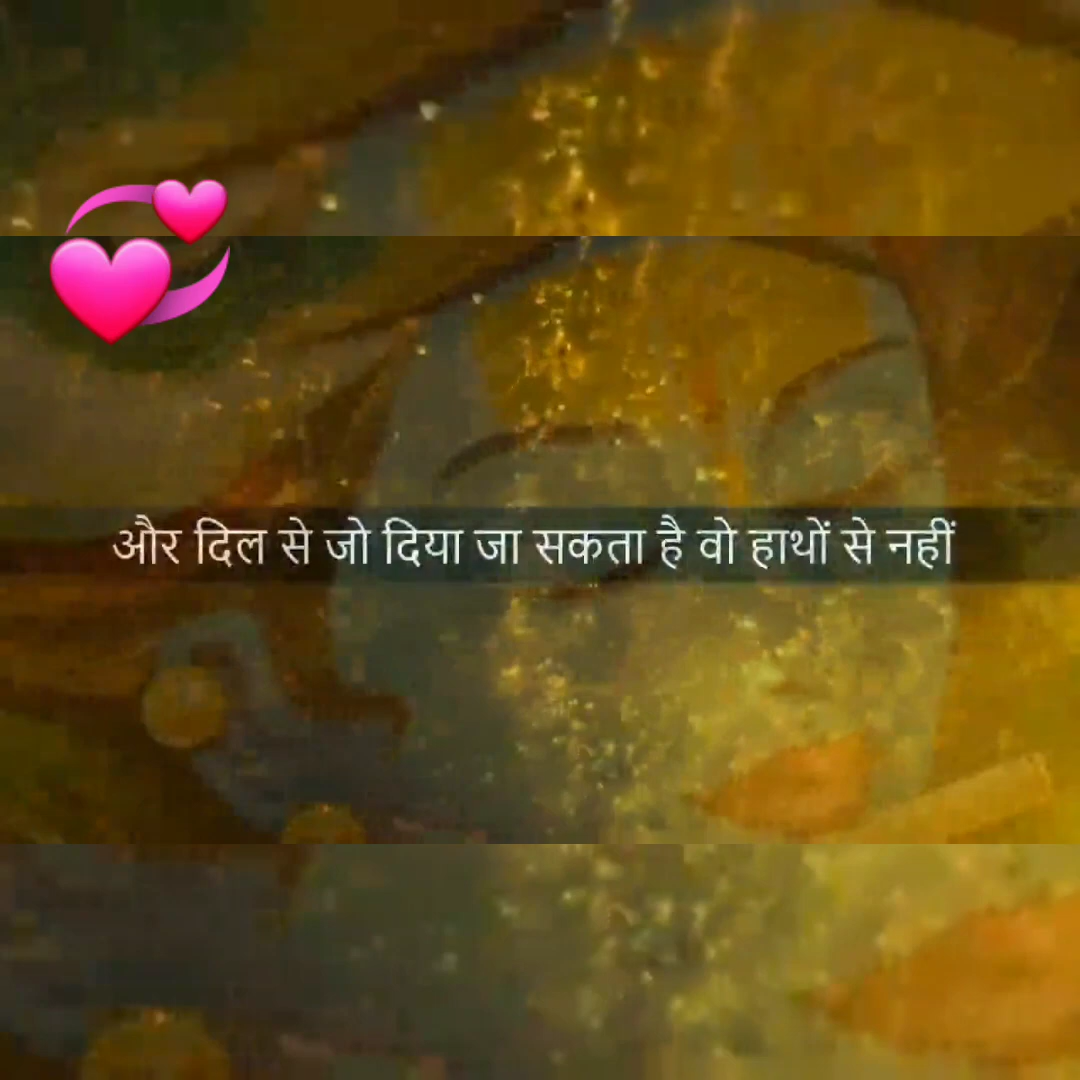 और दिल से जो दिया जा सकता है वो हाथों से नहीं